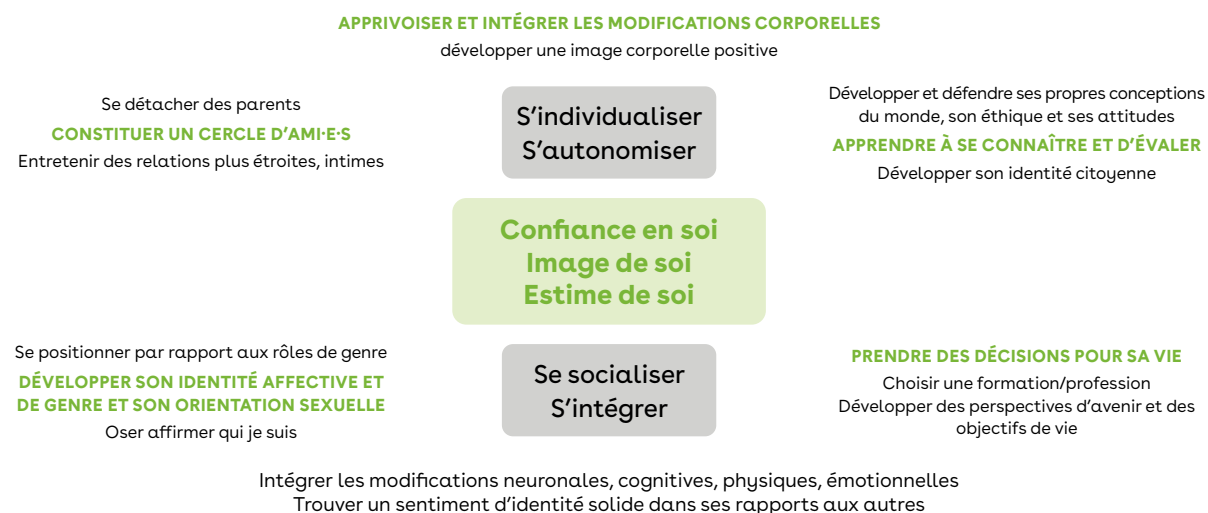 APPRIVOISER ET INTÉGRER LES MODIFICATIONS CORPORELLES
développer une image corporelle positive
Se détacher des parents
CONSTITUER UN CERCLE D'AMI·E·S
Entretenir des relations plus étroites, intimes
S'individualiser
S'autonomiser
Développer et défendre ses propres conceptions
du monde, son éthique et ses attitudes
APPRENDRE À SE CONNAÎTRE ET D'ÉVALER
Développer son identité citoyenne
Confiance en soi
Image de soi
Estime de soi
Se positionner par rapport aux rôles de genre
DÉVELOPPER SON IDENTITÉ AFFECTIVE ET
DE GENRE ET SON ORIENTATION SEXUELLE
Oser affirmer qui je suis
Se socialiser
S'intégrer
PRENDRE DES DÉCISIONS POUR SA VIE
Choisir une formation/profession
Développer des perspectives d'avenir et des
objectifs de vie
Intégrer les modifications neuronales, cognitives, physiques, émotionnelles
Trouver un sentiment d'identité solide dans ses rapports aux autres